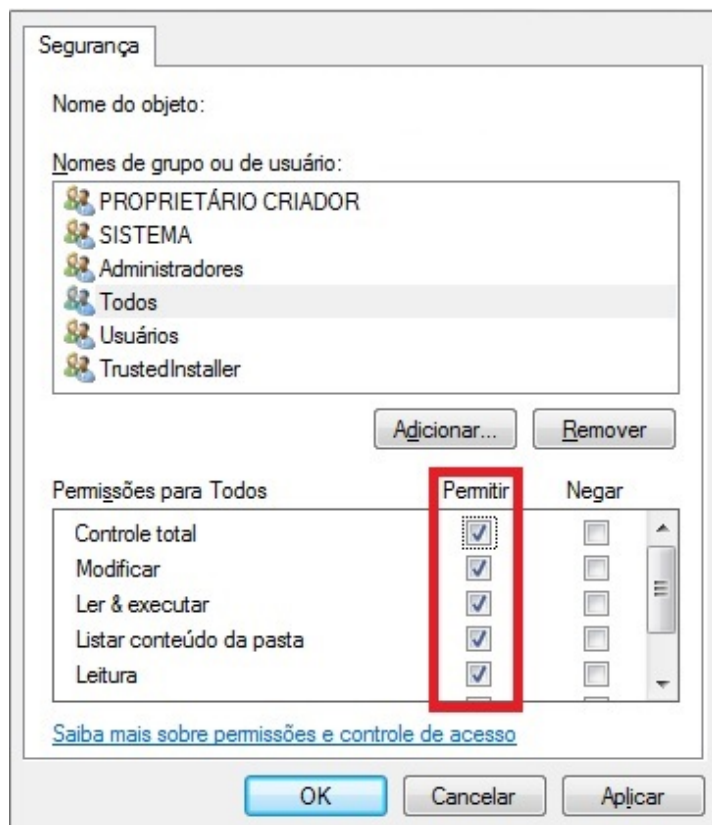 Segurança
Nome do objeto:
Nomes de grupo ou de usuário:
PROPRIETÁRIO CRIADOR
SISTEMA
Administradores
Todos
Usuários
TrustedInstaller
Adicionar... Remover
Permissões para Todos Permitir Negar
Controle total
Modificar
Ler & executar
Listar conteúdo da pasta
Leitura
Saiba mais sobre permissões e controle de acesso
OK Cancelar Aplicar